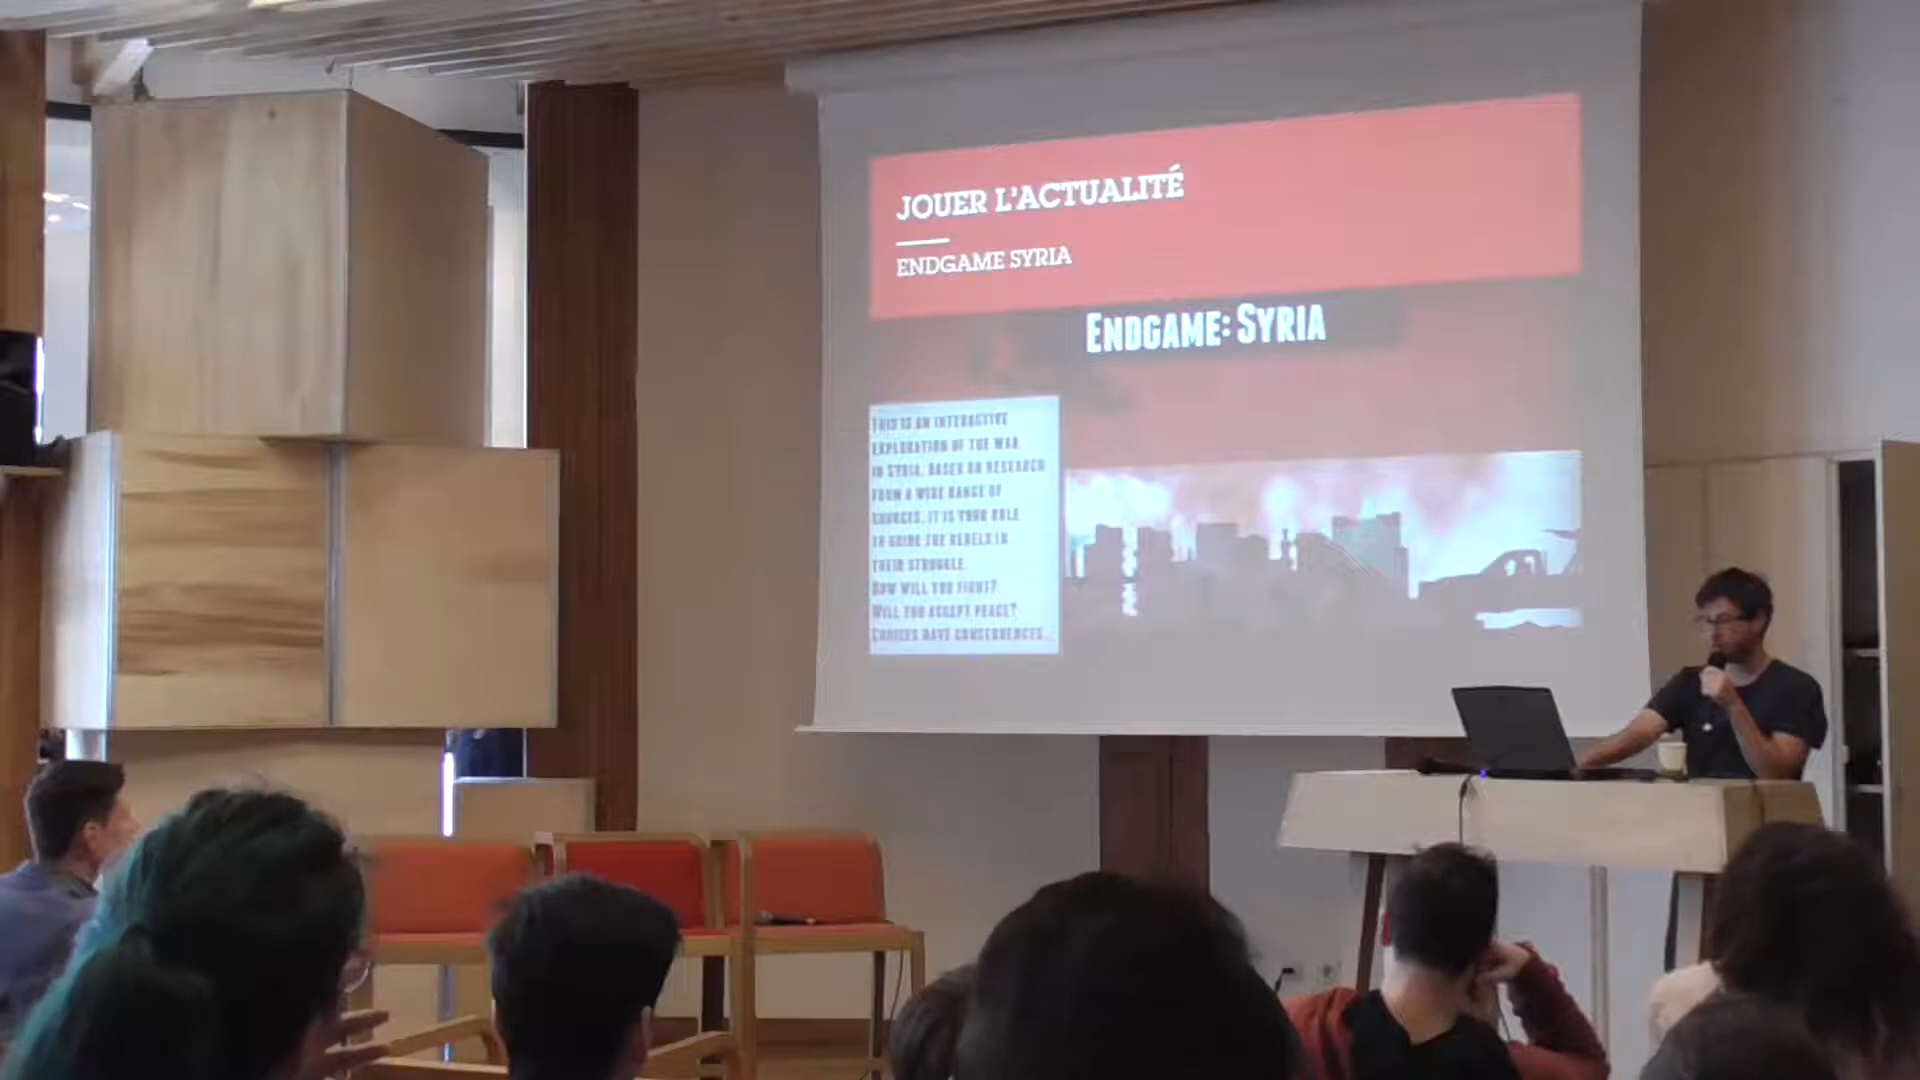 JOUER L'ACTUALITÉ
ENDGAME SYRIA
ENDGAME: SYRIA
THIS IS AN INTERACTIVE
EXPLORATION OF THE WAR
IN SYRIA. BASED ON RESEARCH
FROM A WIDE RANGE OF
SOURCES, IT IS YOUR ROLE
TO GUIDE THE REBELS IN
THEIR STRUGGLE.
HOW WILL YOU FIGHT?
WILL YOU ACCEPT PEACE?
CHOICES HAVE CONSEQUENCES...